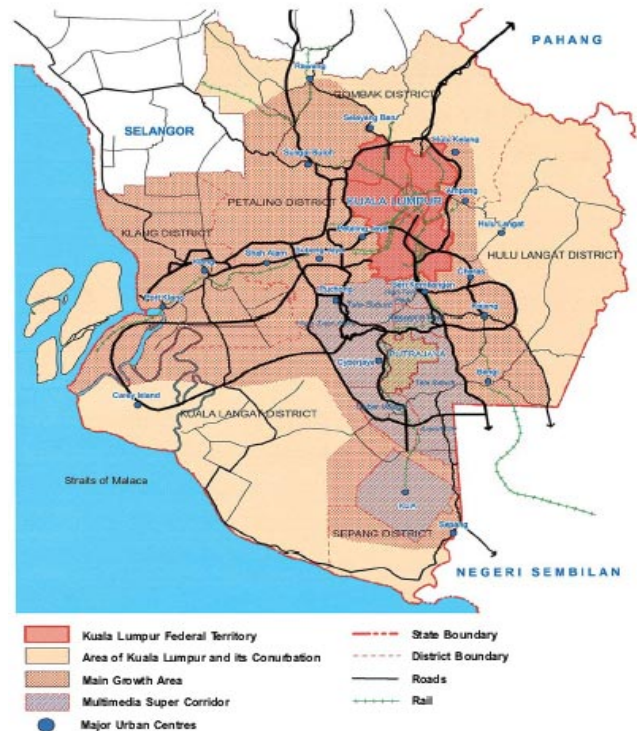 PAHANG
Rawang
GOMBAK DISTRICT
SELANGOR
Selayang Baru
Hulu Kelang
Sungai Buloh
PETALING DISTRICT
KUALA LUMPUR
Ampang
KLANG DISTRICT
Petaling Jaya
Hulu Langat
HULU LANGAT DISTRICT
Shah Alam
Subang Jaya
Klang
Cheras
Puchong
Seri Kembangan
Port Klang
Kajang
PUTRAJAYA
Cyberjaya
Bangi
Carey Island
KUALA LANGAT DISTRICT
Straits of Malaca
KLIA
SEPANG DISTRICT
Sepang
NEGERI SEMBILAN
Kuala Lumpur Federal Territory
Area of Kuala Lumpur and its Conurbation
Main Growth Area
Multimedia Super Corridor
Major Urban Centres
State Boundary
District Boundary
Roads
Rail